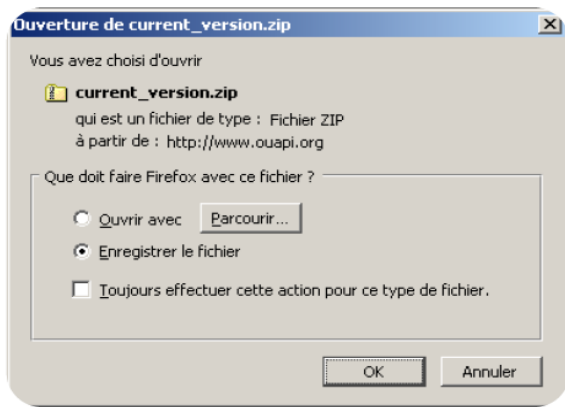 Ouverture de current_version.zip
Vous avez choisi d'ouvrir
current_version.zip
qui est un fichier de type : Fichier ZIP
à partir de : http://www.ouapi.org
Que doit faire Firefox avec ce fichier ?
Ouvrir avec Parcourir...
Enregistrer le fichier
Toujours effectuer cette action pour ce type de fichier.
OK Annuler